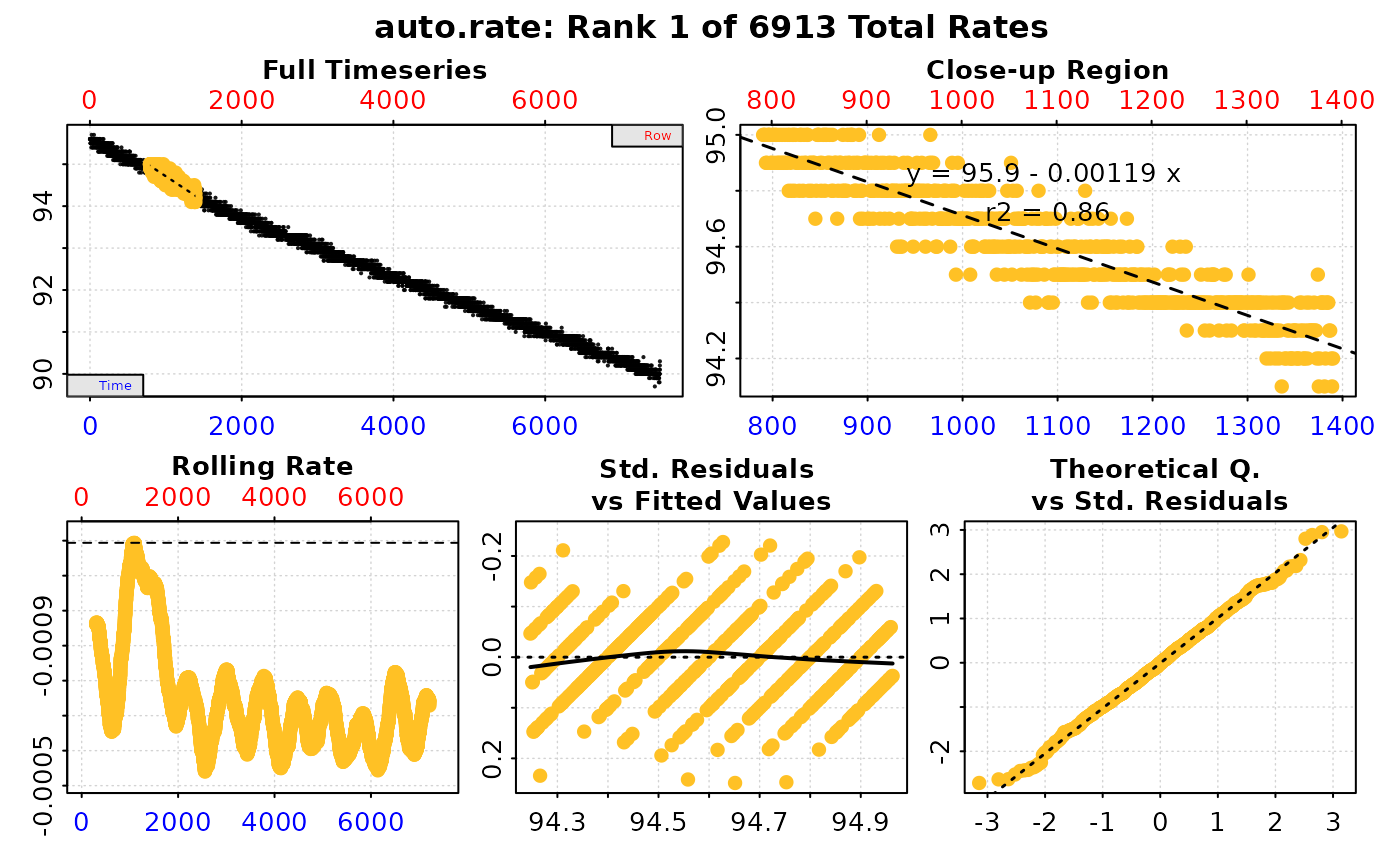 auto.rate: Rank 1 of 6913 Total Rates
Full Timeseries
0 2000 4000 6000
Row
94
92
90
Time
0 2000 4000 6000
Close-up Region
800 900 1000 1100 1200 1300 1400
95.0
94.6
94.2
y = 95.9 - 0.00119 x
r2 = 0.86
800 900 1000 1100 1200 1300 1400
Rolling Rate
0 2000 4000 6000
-0.0009
-0.0005
0 2000 4000 6000
Std. Residuals
vs Fitted Values
-0.2
0.0
0.2
94.3 94.5 94.7 94.9
Theoretical Q.
vs Std. Residuals
3
2
1
0
-2
-3 -2 -1 0 1 2 3